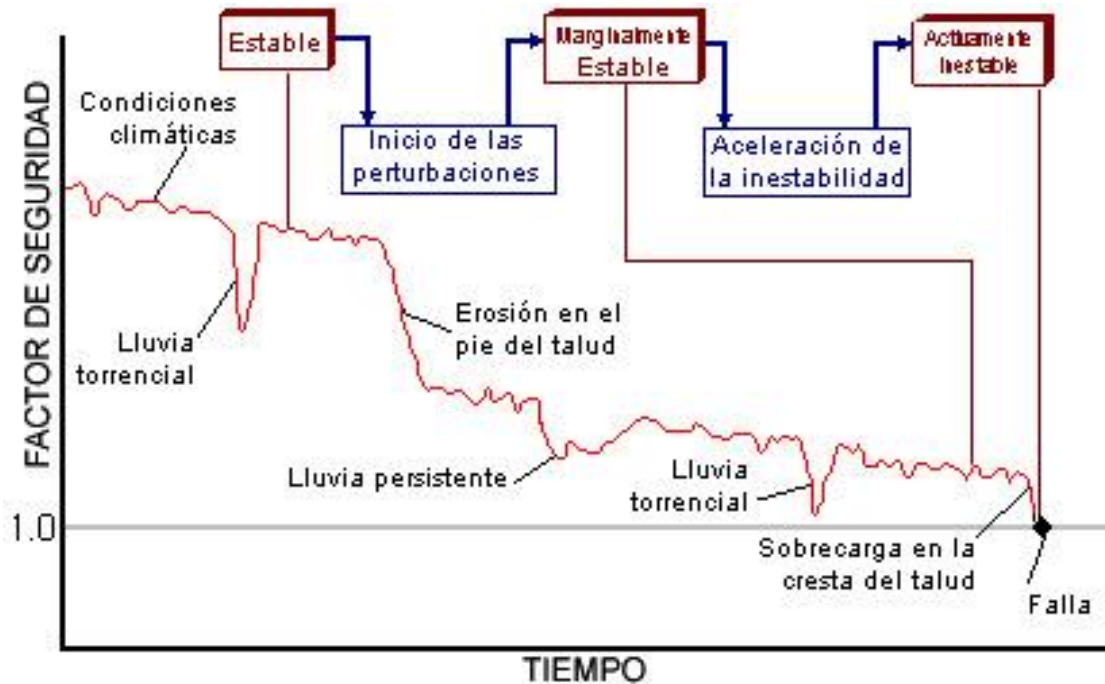 Estable
Marginalmente
Estable
Activamente
Inestable
Condiciones
climáticas
Inicio de las
perturbaciones
Aceleración de
la inestabilidad
FACTOR DE SEGURIDAD
Lluvia
torrencial
Erosión en el
pie del talud
Lluvia persistente
Lluvia
torrencial
1.0
Sobrecarga en la
cresta del talud
Falla
TIEMPO